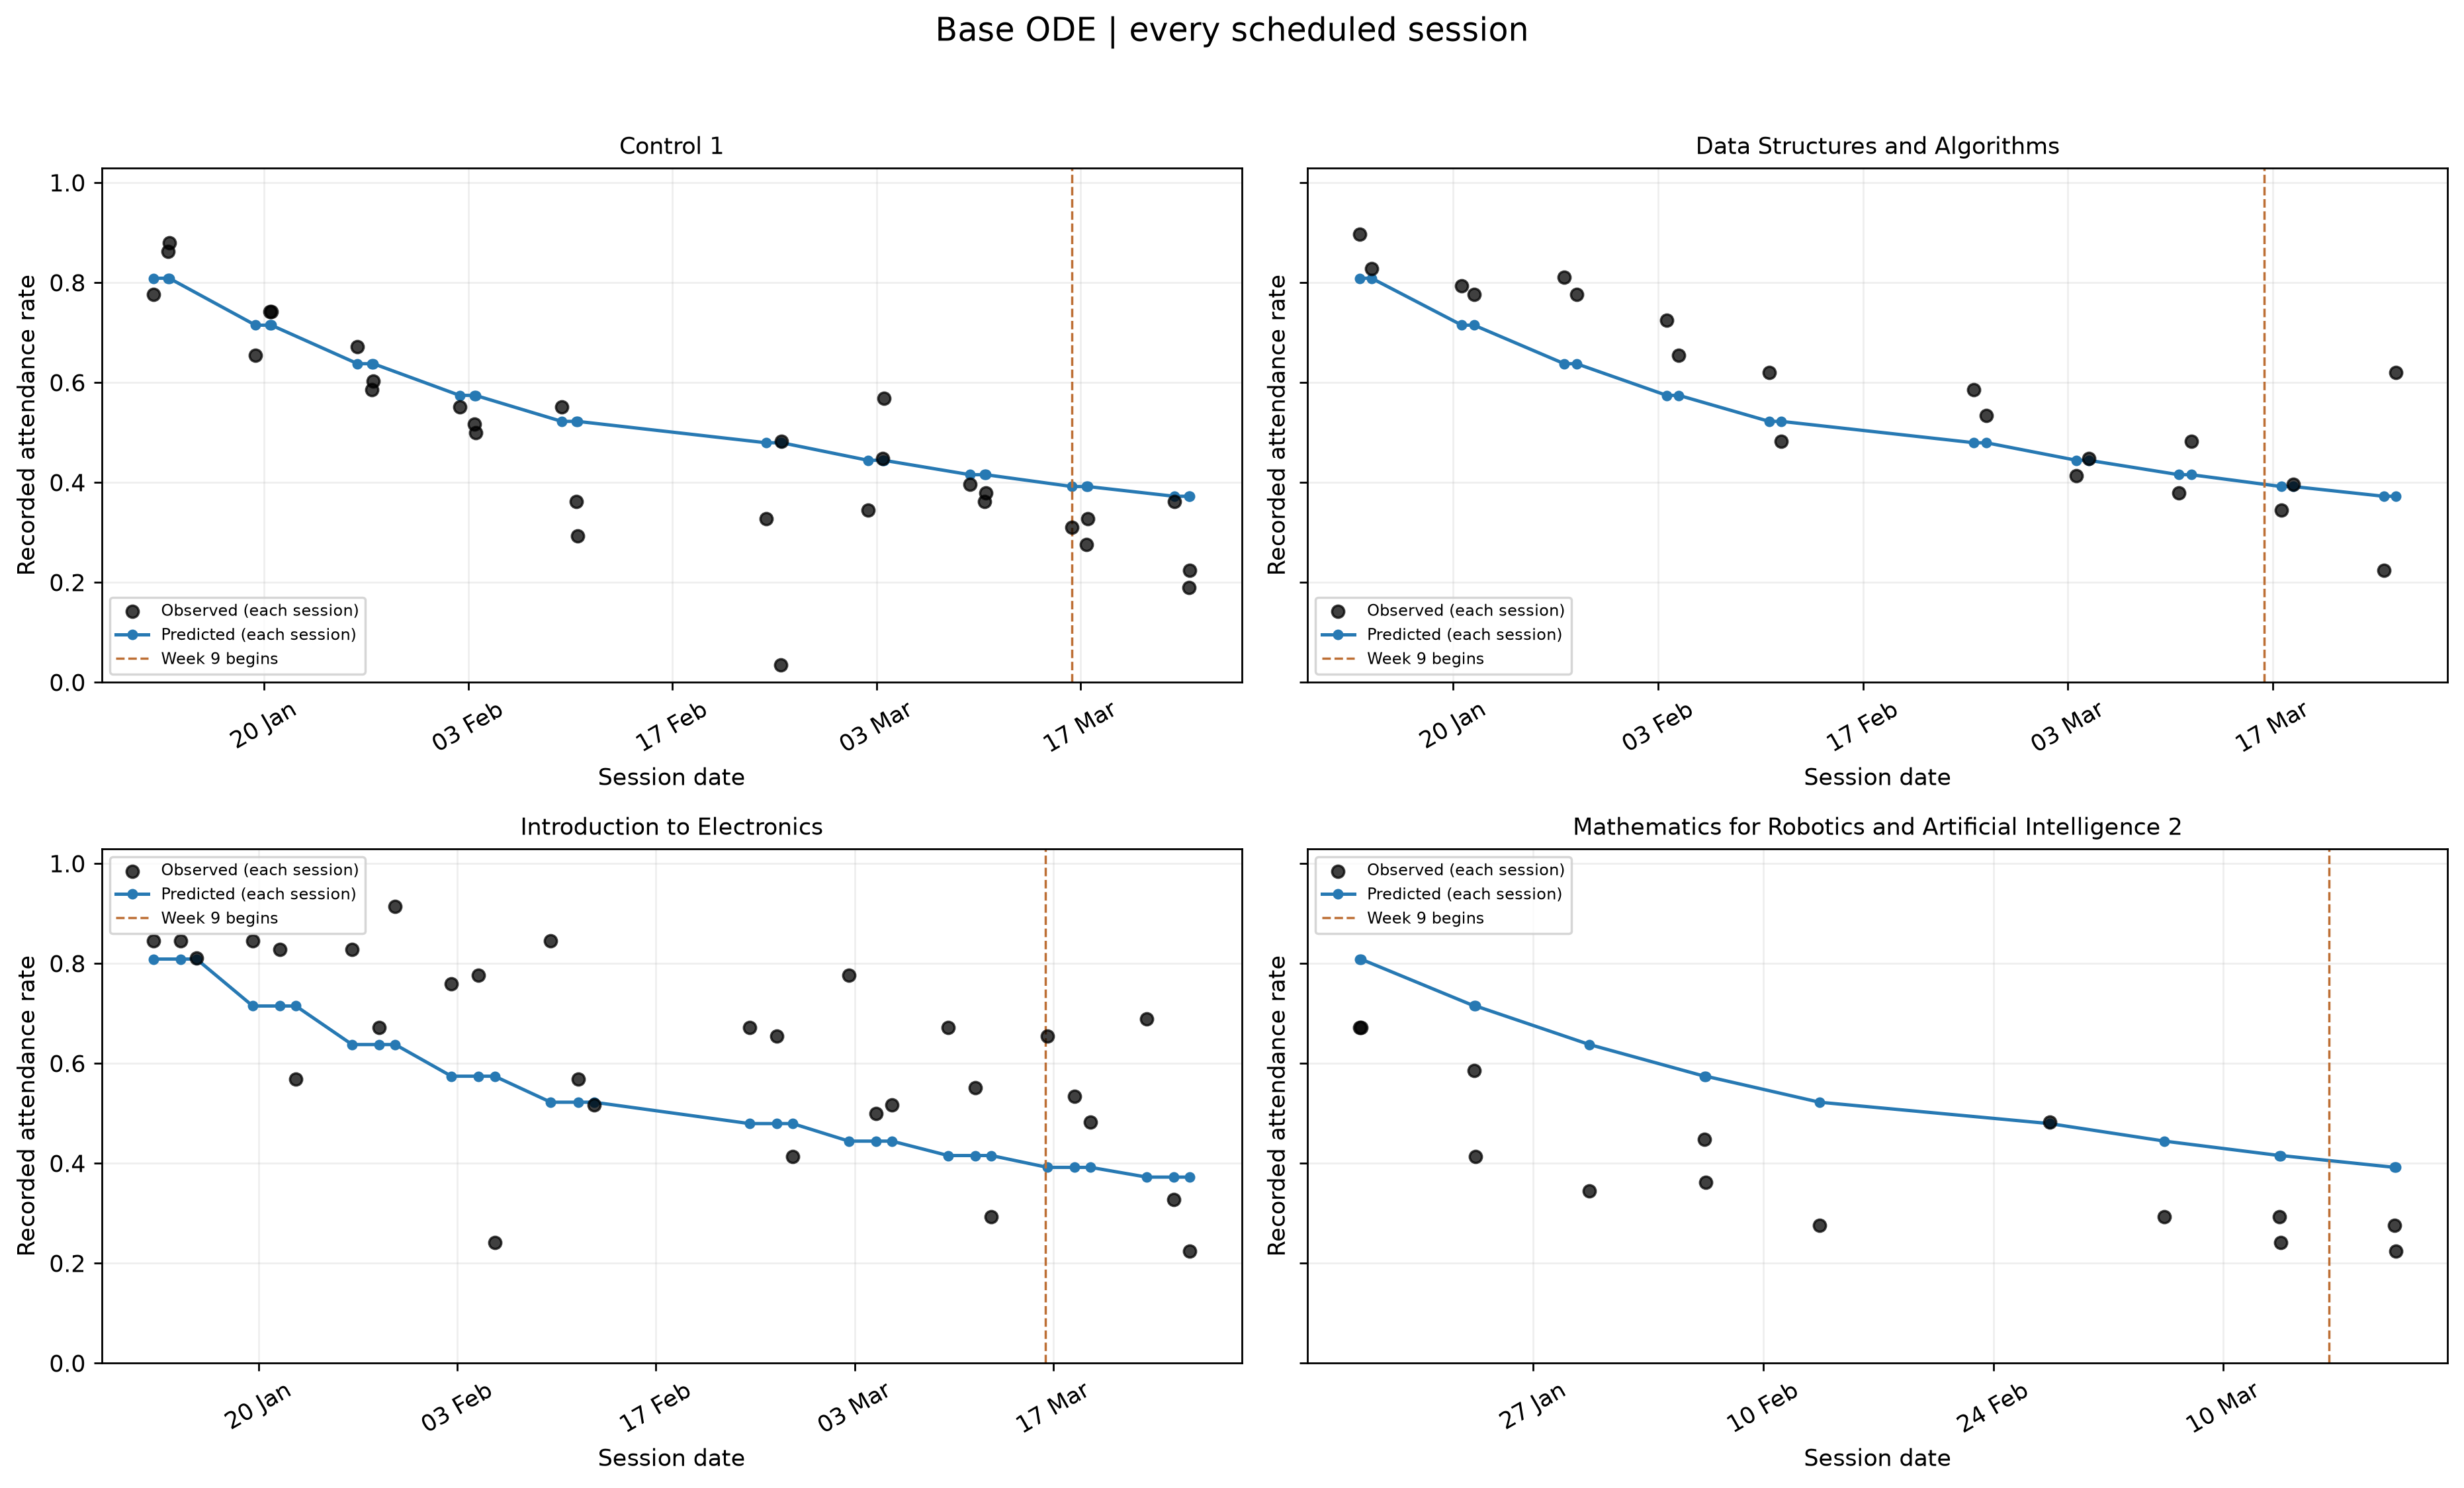 Base ODE | every scheduled session
Control 1
Recorded attendance rate
1.0
0.8
0.6
0.4
0.2
0.0
Observed (each session)
Predicted (each session)
Week 9 begins
20 Jan
03 Feb
17 Feb
03 Mar
17 Mar
Session date
Data Structures and Algorithms
Recorded attendance rate
Observed (each session)
Predicted (each session)
Week 9 begins
20 Jan
03 Feb
17 Feb
03 Mar
17 Mar
Session date
Introduction to Electronics
Recorded attendance rate
1.0
0.8
0.6
0.4
0.2
0.0
Observed (each session)
Predicted (each session)
Week 9 begins
20 Jan
03 Feb
17 Feb
03 Mar
17 Mar
Session date
Mathematics for Robotics and Artificial Intelligence 2
Recorded attendance rate
Observed (each session)
Predicted (each session)
Week 9 begins
27 Jan
10 Feb
24 Feb
10 Mar
Session date